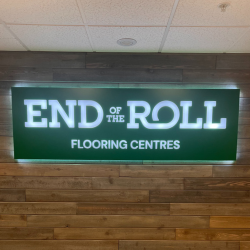 END OF THE ROLL
FLOORING CENTRES